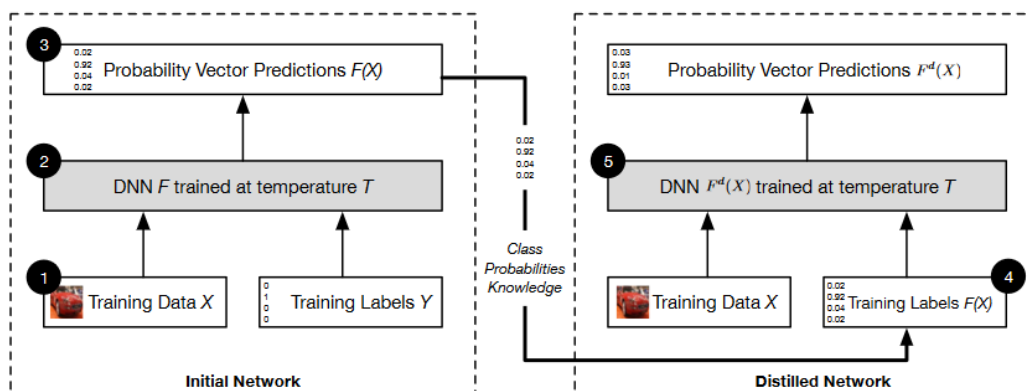 3
0.02
0.92
0.04
0.02
Probability Vector Predictions F(X)
2
DNN F trained at temperature T
1
Training Data X
0
1
0
0
Training Labels Y
Initial Network
0.02
0.92
0.04
0.02
Class
Probabilities
Knowledge
0.03
0.93
0.01
0.03
Probability Vector Predictions F^d(X)
5
DNN F^d(X) trained at temperature T
Training Data X
4
0.02
0.92
0.04
0.02
Training Labels F(X)
Distilled Network